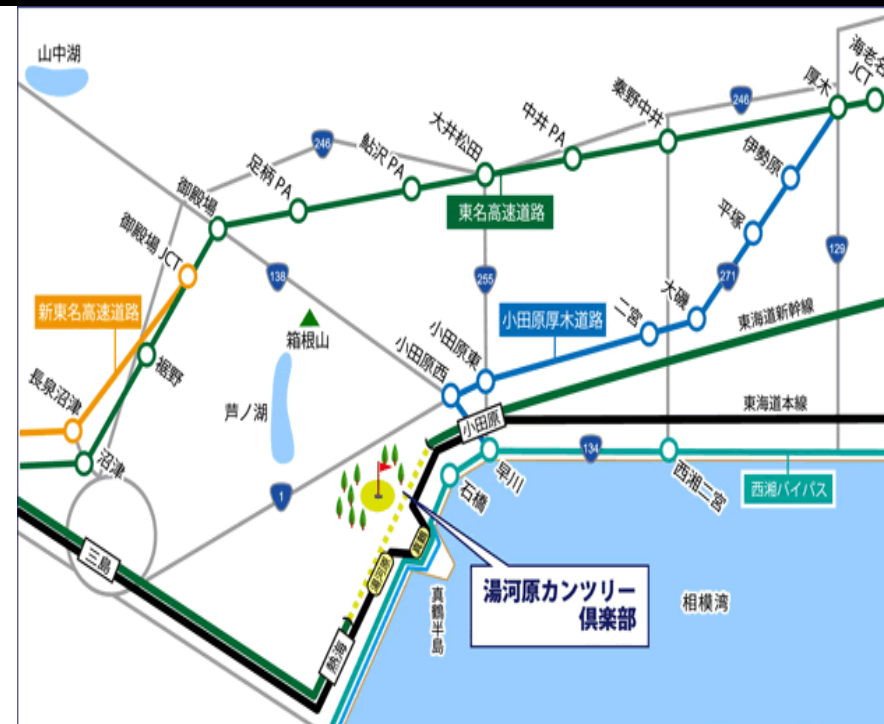 山中湖
海老名
JCT
厚木
246
秦野中井
中井 PA
246
大井松田
鮎沢 PA
足柄 PA
御殿場
伊勢原
東名高速道路
平塚
129
御殿場 JCT
138
255
271
大磯
新東名高速道路
箱根山
小田原厚木道路
二宮
東海道新幹線
小田原東
小田原西
裾野
長泉沼津
芦ノ湖
東海道本線
小田原
沼津
134
早川
西湘二宮
西湘バイパス
石橋
1
真鶴
三島
湯河原
湯河原カンツリー
倶楽部
真鶴半島
相模湾
熱海